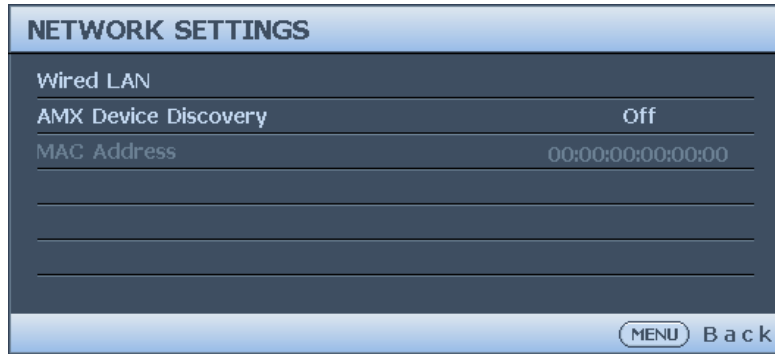 NETWORK SETTINGS
Wired LAN
AMX Device Discovery Off
MAC Address 00:00:00:00:00:00
MENU Back